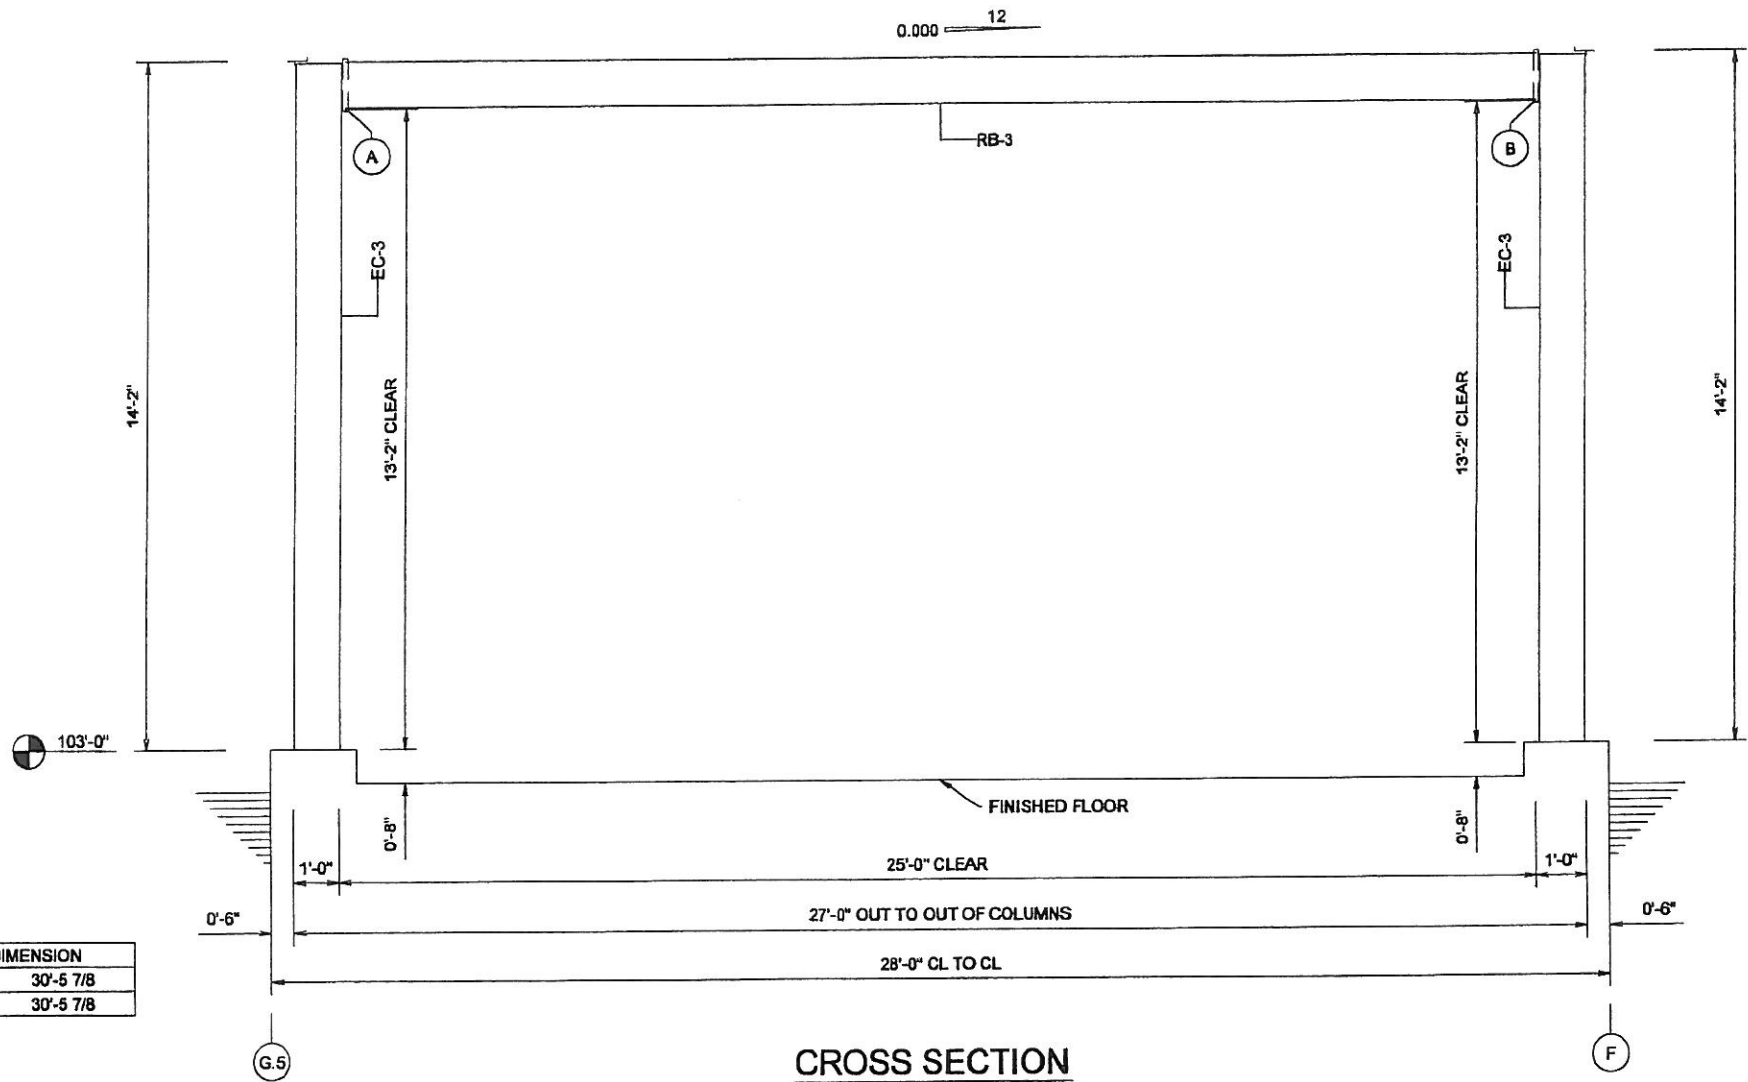 12
0.000
A
B
RB-3
EC-3
EC-3
14'-2"
13'-2" CLEAR
13'-2" CLEAR
14'-2"
103'-0"
FINISHED FLOOR
0'-8"
0'-8"
1'-0"
25'-0" CLEAR
1'-0"
0'-6"
27'-0" OUT TO OUT OF COLUMNS
0'-6"
28'-0" CL TO CL
IMENSION
30'-5 7/8
30'-5 7/8
G.5
CROSS SECTION
F